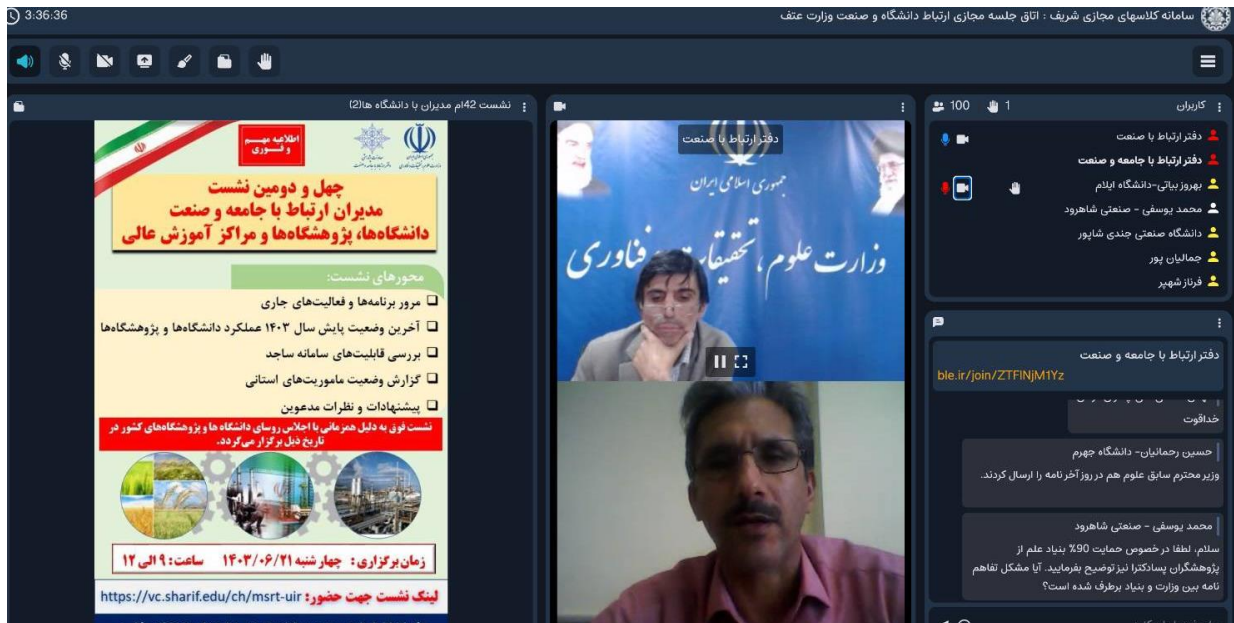 3:36:36
سامانه کلاسهای مجازی شریف : اتاق جلسه مجازی ارتباط دانشگاه و صنعت وزارت عتف
نشست 42ام مدیران با دانشگاه ها(2)
اطلاعیه مهم
و فوری
چهل و دومین نشست
مدیران ارتباط با جامعه و صنعت
دانشگاه‌ها، پژوهشگاه‌ها و مراکز آموزش عالی
محورهای نشست:
مرور برنامه‌ها و فعالیت‌های جاری
آخرین وضعیت پایش سال ۱۴۰۳ عملکرد دانشگاه‌ها و پژوهشگاه‌ها
بررسی قابلیت‌های سامانه ساجد
گزارش وضعیت ماموریت‌های استانی
پیشنهادات و نظرات مدعوین
نشست فوق به دلیل همزمانی با اجلاس روسای دانشگاه ها و پژوهشگاه‌های کشور در
تاریخ ذیل برگزار می‌گردد.
زمان برگزاری: چهارشنبه ۱۴۰۳/۰۶/۲۱ ساعت: ۹ الی ۱۲
لینک نشست جهت حضور: https://vc.sharif.edu/ch/msrt-uir
دفتر ارتباط با صنعت
جمهوری اسلامی ایران
وزارت علوم، تحقیقات و فناوری
کاربران
1
100
دفتر ارتباط با صنعت
دفتر ارتباط با جامعه و صنعت
بهروز بیاتی-دانشگاه ایلام
محمد یوسفی - صنعتی شاهرود
دانشگاه صنعتی جندی شاپور
جمالیان پور
فرناز شهپر
دفتر ارتباط با جامعه و صنعت
ble.ir/join/ZTFlNjM1Yz
خداقوت
حسین رحمانیان- دانشگاه جهرم
وزیر محترم سابق علوم هم در روز آخر نامه را ارسال کردند.
محمد یوسفی - صنعتی شاهرود
سلام، لطفا در خصوص حمایت 90% بنیاد علم از
پژوهشگران پسادکترا نیز توضیح بفرمایید. آیا مشکل تفاهم
نامه بین وزارت و بنیاد برطرف شده است؟